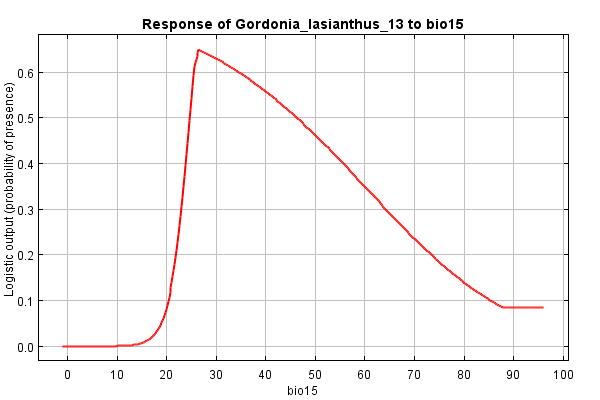 Response of Gordonia_lasianthus_13 to bio15
Logistic output (probability of presence)
0.6
0.5
0.4
0.3
0.2
0.1
0.0
0 10 20 30 40 50 60 70 80 90 100
bio15